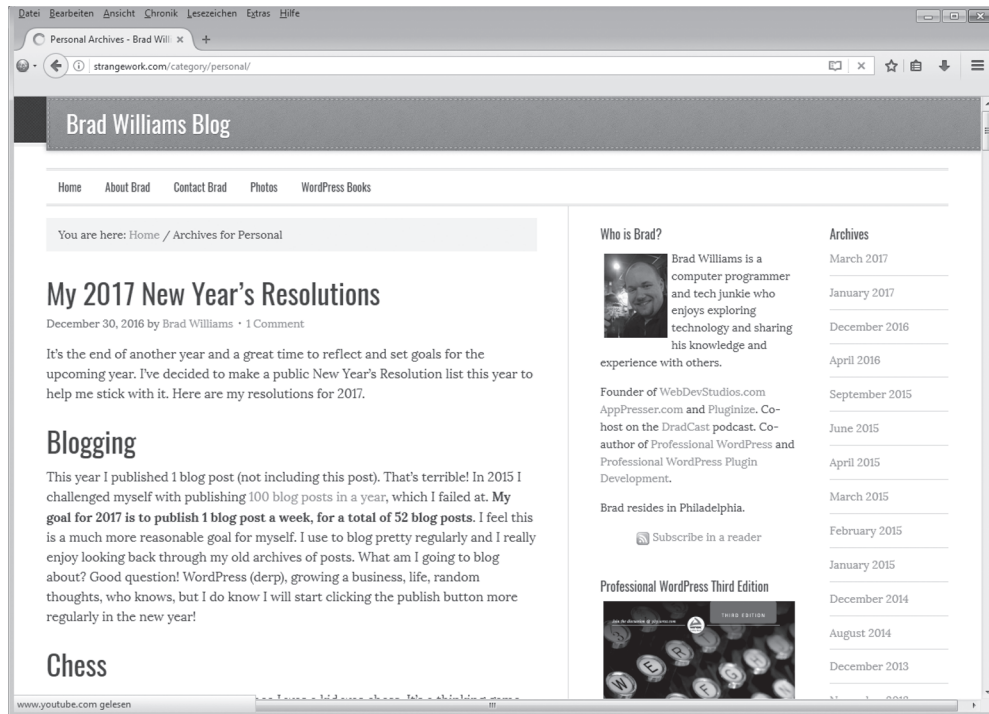 Datei Bearbeiten Ansicht Chronik Lesezeichen Extras Hilfe
Personal Archives - Brad Will
strangework.com/category/personal/
Brad Williams Blog
Home About Brad Contact Brad Photos WordPress Books
You are here: Home / Archives for Personal
My 2017 New Year's Resolutions
December 30, 2016 by Brad Williams · 1 Comment
It's the end of another year and a great time to reflect and set goals for the
upcoming year. I've decided to make a public New Year's Resolution list this year to
help me stick with it. Here are my resolutions for 2017.
Blogging
This year I published 1 blog post (not including this post). That's terrible! In 2015 I
challenged myself with publishing 100 blog posts in a year, which I failed at. My
goal for 2017 is to publish 1 blog post a week, for a total of 52 blog posts. I feel this
is a much more reasonable goal for myself. I use to blog pretty regularly and I really
enjoy looking back through my old archives of posts. What am I going to blog
about? Good question! WordPress (derp), growing a business, life, random
thoughts, who knows, but I do know I will start clicking the publish button more
regularly in the new year!
Chess
www.youtube.com gelesen
Who is Brad?
Brad Williams is a
computer programmer
and tech junkie who
enjoys exploring
technology and sharing
his knowledge and
experience with others.
Founder of WebDevStudios.com
AppPresser.com and Pluginize. Co-
host on the DradCast podcast. Co-
author of Professional WordPress and
Professional WordPress Plugin
Development.
Brad resides in Philadelphia.
Subscribe in a reader
Professional WordPress Third Edition
THIRD EDITION
Archives
March 2017
January 2017
December 2016
April 2016
September 2015
June 2015
April 2015
March 2015
February 2015
January 2015
December 2014
August 2014
December 2013